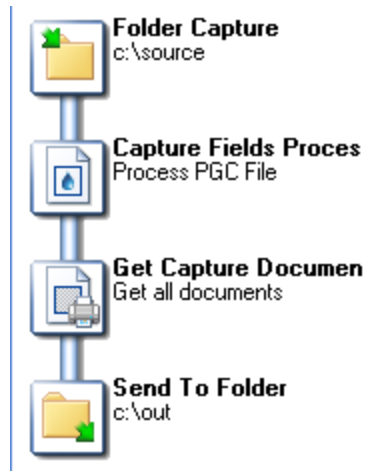 Folder Capture
c:\source
Capture Fields Proces
Process PGC File
Get Capture Documen
Get all documents
Send To Folder
c:\out